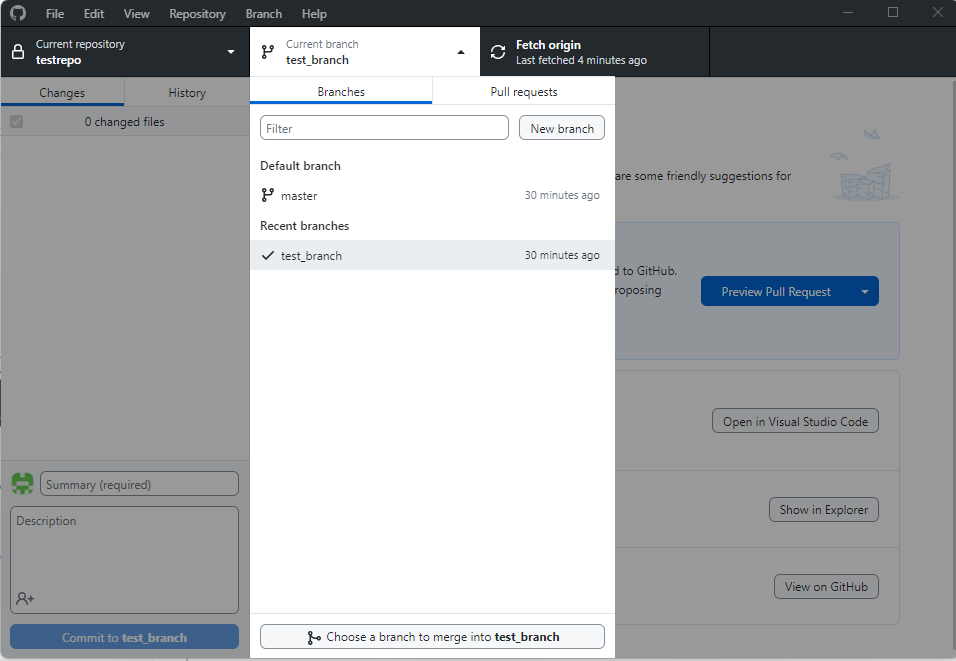 File Edit View Repository Branch Help
Current repository
testrepo
Current branch
test_branch
Fetch origin
Last fetched 4 minutes ago
Changes
History
0 changed files
Branches
Pull requests
Filter
New branch
Default branch
master
30 minutes ago
Recent branches
test_branch
30 minutes ago
Choose a branch to merge into test_branch
are some friendly suggestions for
d to GitHub.
roposing
Preview Pull Request
Open in Visual Studio Code
Show in Explorer
View on GitHub
Summary (required)
Description
Commit to test_branch